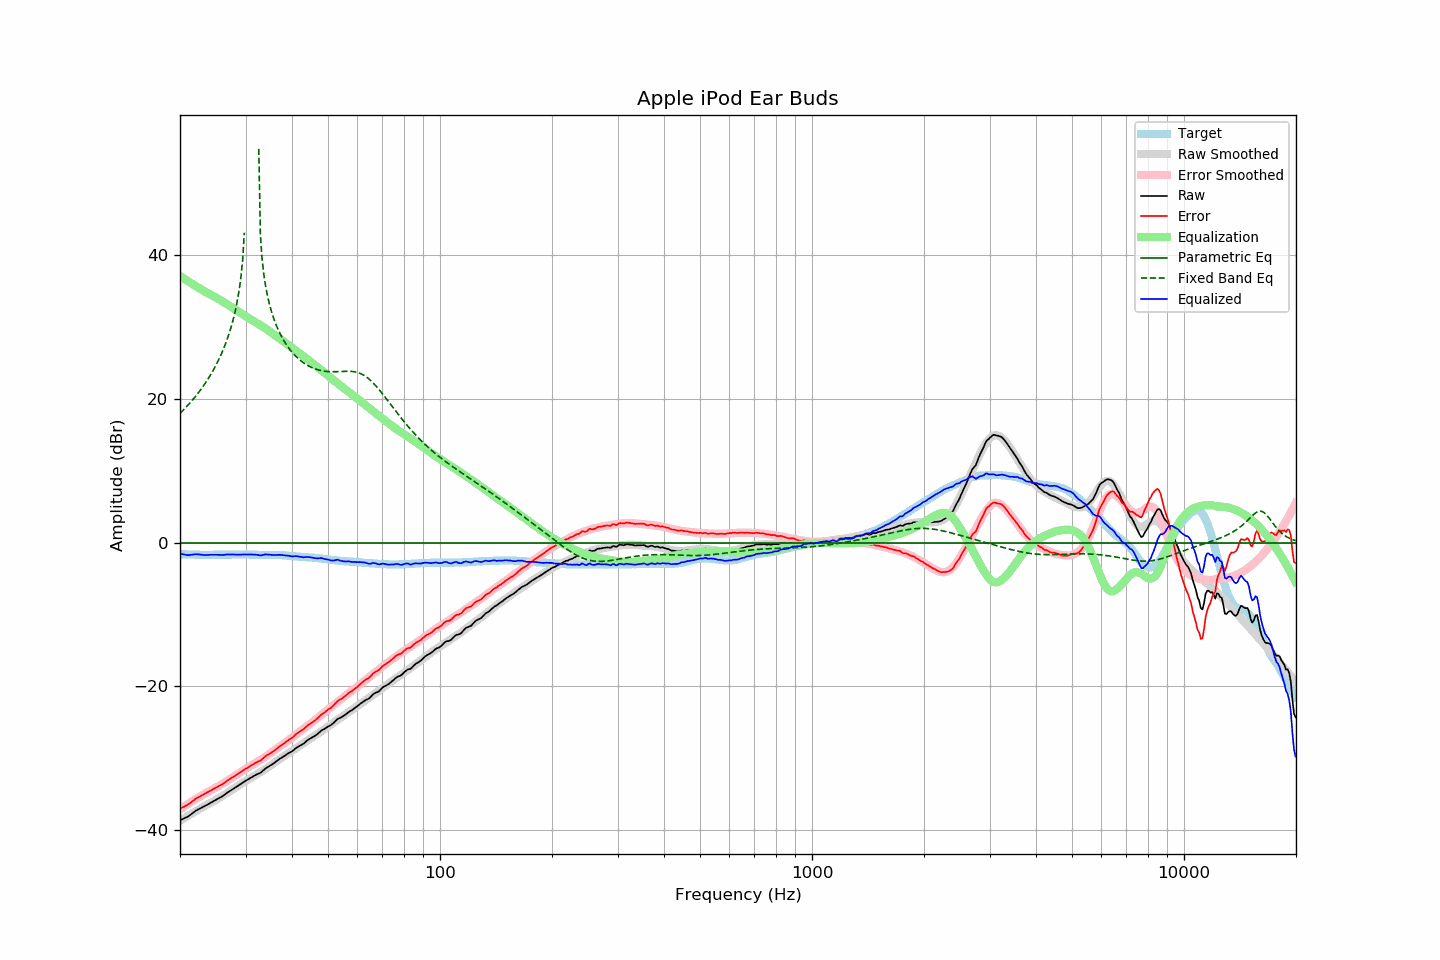 Apple iPod Ear Buds
Target
Raw Smoothed
Error Smoothed
Raw
Error
Equalization
Parametric Eq
Fixed Band Eq
Equalized
Amplitude (dBr)
40
20
0
−20
−40
100
1000
10000
Frequency (Hz)